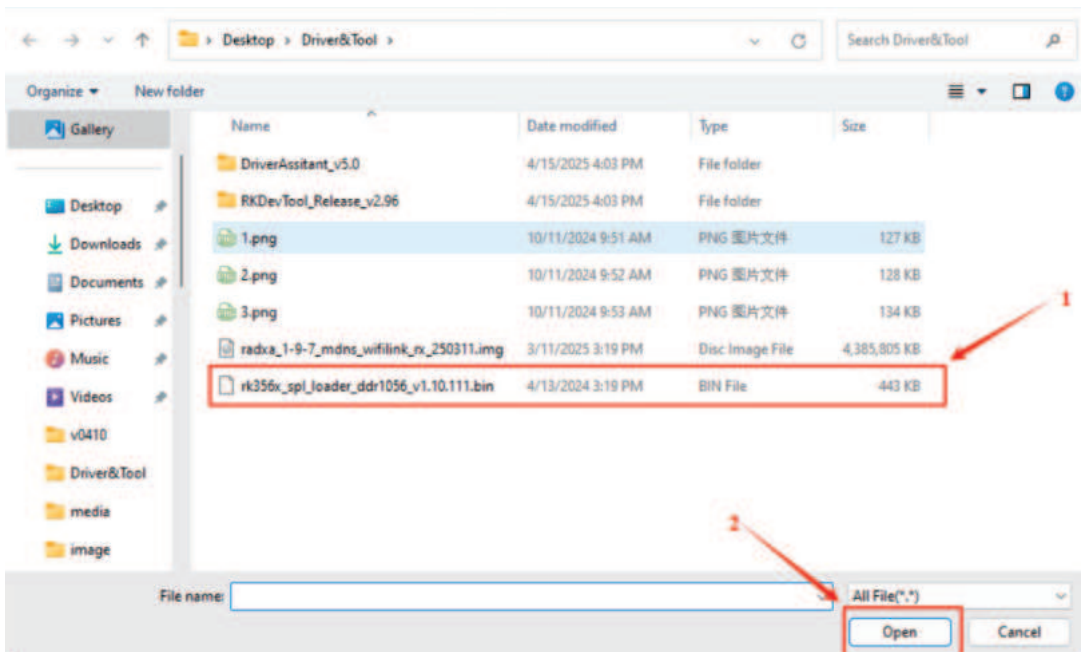 Desktop > Driver&Tool >
Search Driver&Tool
Organize
New folder
Name
Date modified
Type
Size
Gallery
Desktop
Downloads
Documents
Pictures
Music
Videos
v0410
Driver&Tool
media
image
DriverAssitant_v5.0 4/15/2025 4:03 PM File folder
RKDevTool_Release_v2.96 4/15/2025 4:03 PM File folder
1.png 10/11/2024 9:51 AM PNG 图片文件 127 KB
2.png 10/11/2024 9:52 AM PNG 图片文件 128 KB
3.png 10/11/2024 9:53 AM PNG 图片文件 134 KB
radxa_1-9-7_mdns_wifilink_rx_250311.img 3/11/2025 3:19 PM Disc Image File 4,385,805 KB
rk356x_spl_loader_ddr1056_v1.10.111.bin 4/13/2024 3:19 PM BIN File 443 KB
1
2
File name:
All File(*.*)
Open
Cancel